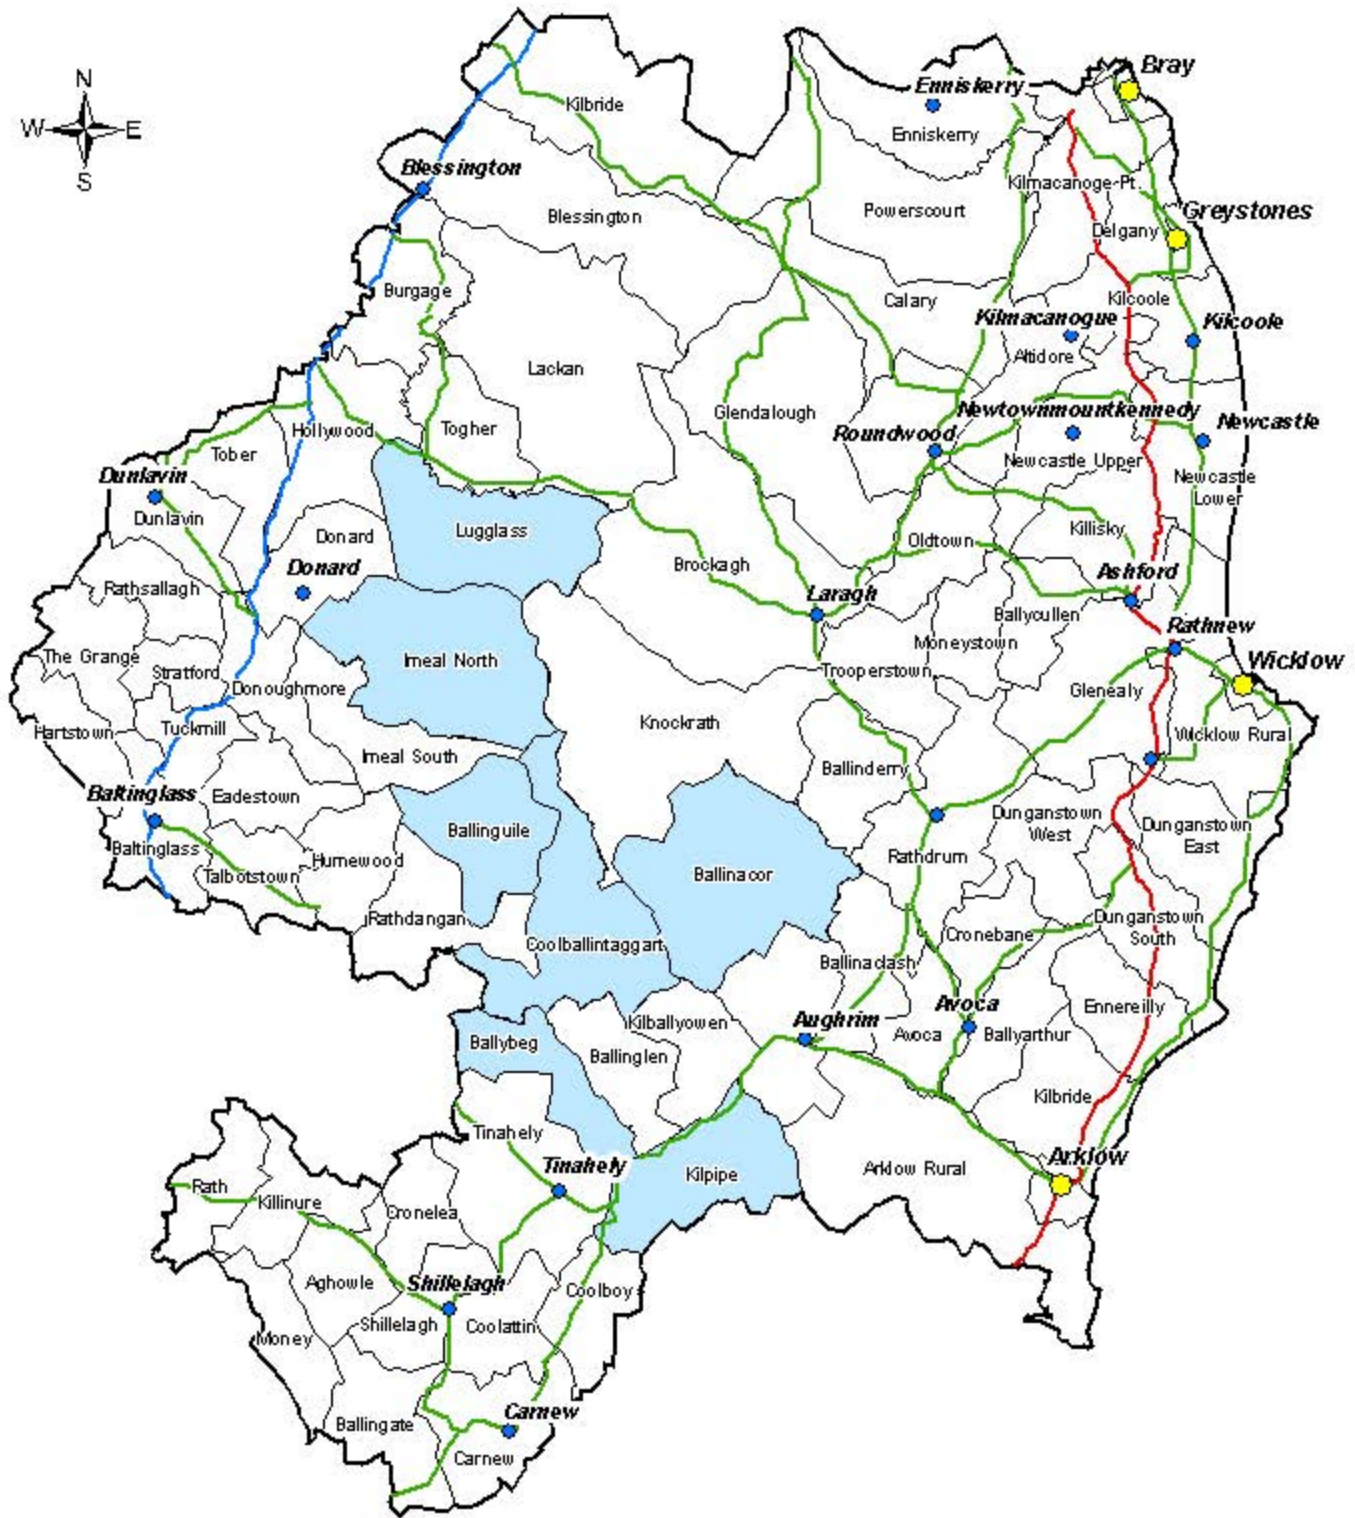 N
W E
S
Bray
Enniskerry
Kilbride
Enniskerry
Blessington
Kilmacanoge-Pt.
Blessington
Powerscourt
Greystones
Delgany
Burgage
Calary
Kilcoole
Kilmacanogue
Kilcoole
Altidore
Lackan
Glendalough
Newtownmountkennedy
Newcastle
Hollywood
Togher
Roundwood
Tober
Newcastle Upper
Dunlavin
Newcastle
Lower
Dunlavin
Lugglass
Donard
Killisky
Oldtown
Donard
Brockagh
Ashford
Rathsallagh
Laragh
Ballycullen
Rathnew
Moneystown
The Grange
Imeal North
Wicklow
Stratford
Trooperstown
Donoughmore
Glenealy
Knockrath
Hartstown
Tuckmill
Wicklow Rural
Imeal South
Ballinderry
Baltinglass
Eadestown
Dunganstown
West
Ballinguile
Dunganstown
East
Baltinglass
Humewood
Rathdrum
Talbotstown
Ballinacor
Rathdangan
Dunganstown
South
Coolballintaggart
Cronebane
Ballinaclash
Avoca
Ennereilly
Kilballyowen
Aughrim
Ballybeg
Ballinglen
Avoca
Ballyarthur
Kilbride
Tinahely
Arklow
Tinahely
Kilpipe
Arklow Rural
Rath
Killinure
Cronelea
Aghowle
Shillelagh
Coolboy
Money
Shillelagh
Coolattin
Carnew
Ballingate
Carnew